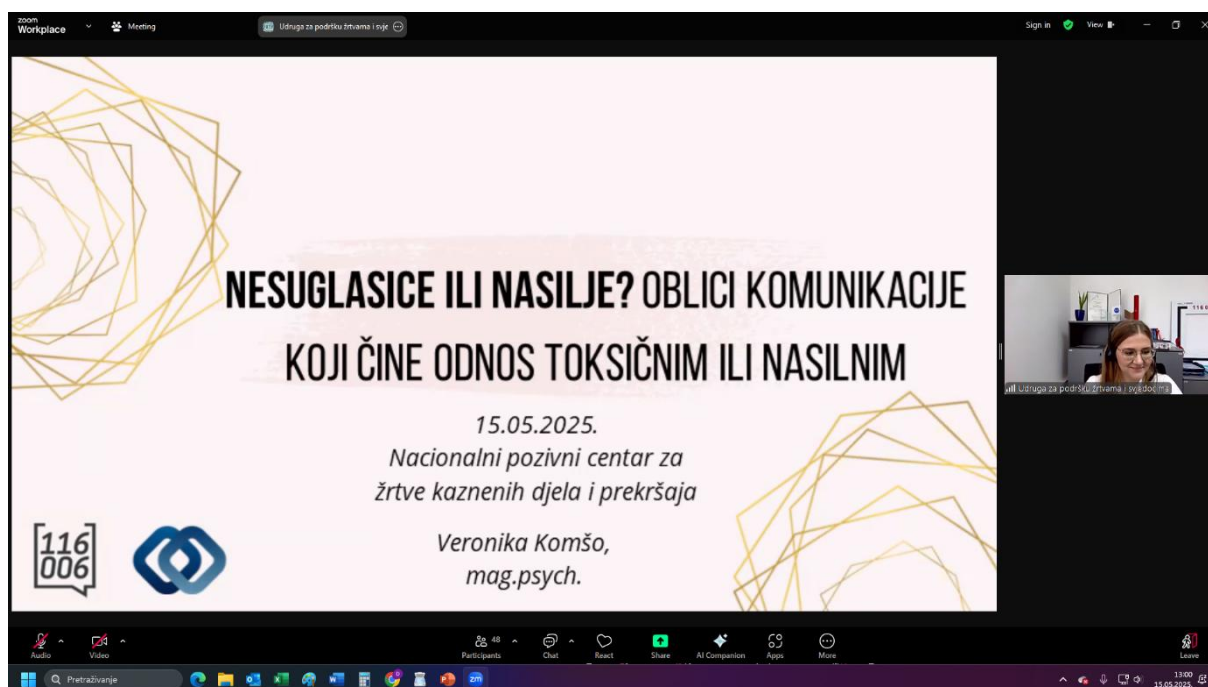 zoom
Workplace
Meeting
Udruga za podršku žrtvama i svje
Sign in
View
NESUGLASICE ILI NASILJE? OBLICI KOMUNIKACIJE
KOJI ČINE ODNOS TOKSIČNIM ILI NASILNIM
15.05.2025.
Nacionalni pozivni centar za
žrtve kaznenih djela i prekršaja
Veronika Komšo,
mag.psych.
116
006
Udruga za podršku žrtvama i svjedocima
Audio
Video
48
Participants
Chat
React
Share
AI Companion
Apps
More
Leave
Pretraživanje
13:00
15.05.2025.